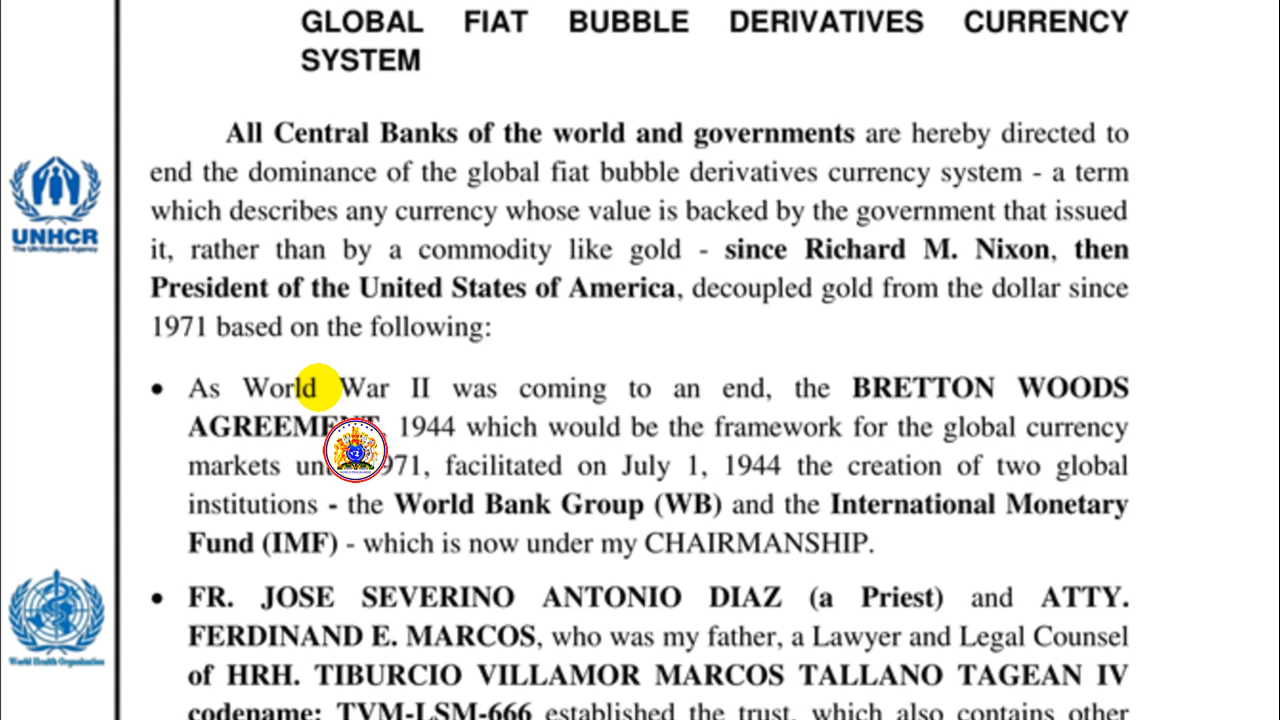 GLOBAL FIAT BUBBLE DERIVATIVES CURRENCY
SYSTEM
All Central Banks of the world and governments are hereby directed to
end the dominance of the global fiat bubble derivatives currency system - a term
which describes any currency whose value is backed by the government that issued
it, rather than by a commodity like gold - since Richard M. Nixon, then
President of the United States of America, decoupled gold from the dollar since
1971 based on the following:
• As World War II was coming to an end, the BRETTON WOODS
1944 which would be the framework for the global currency
markets facilitated on July 1, 1944 the creation of two global
institutions - the World Bank Group (WB) and the International Monetary
Fund (IMF) - which is now under my CHAIRMANSHIP.
• FR. JOSE SEVERINO ANTONIO DIAZ (a Priest) and ATTY.
FERDINAND E. MARCOS, who was my father, a Lawyer and Legal Counsel
of HRH. TIBURCIO VILLAMOR MARCOS TALLANO TAGEAN IV
codename: TVM-LSM-666 established the trust, which also contains other
UNHCR
The UN Refugee Agency
World Health Organization